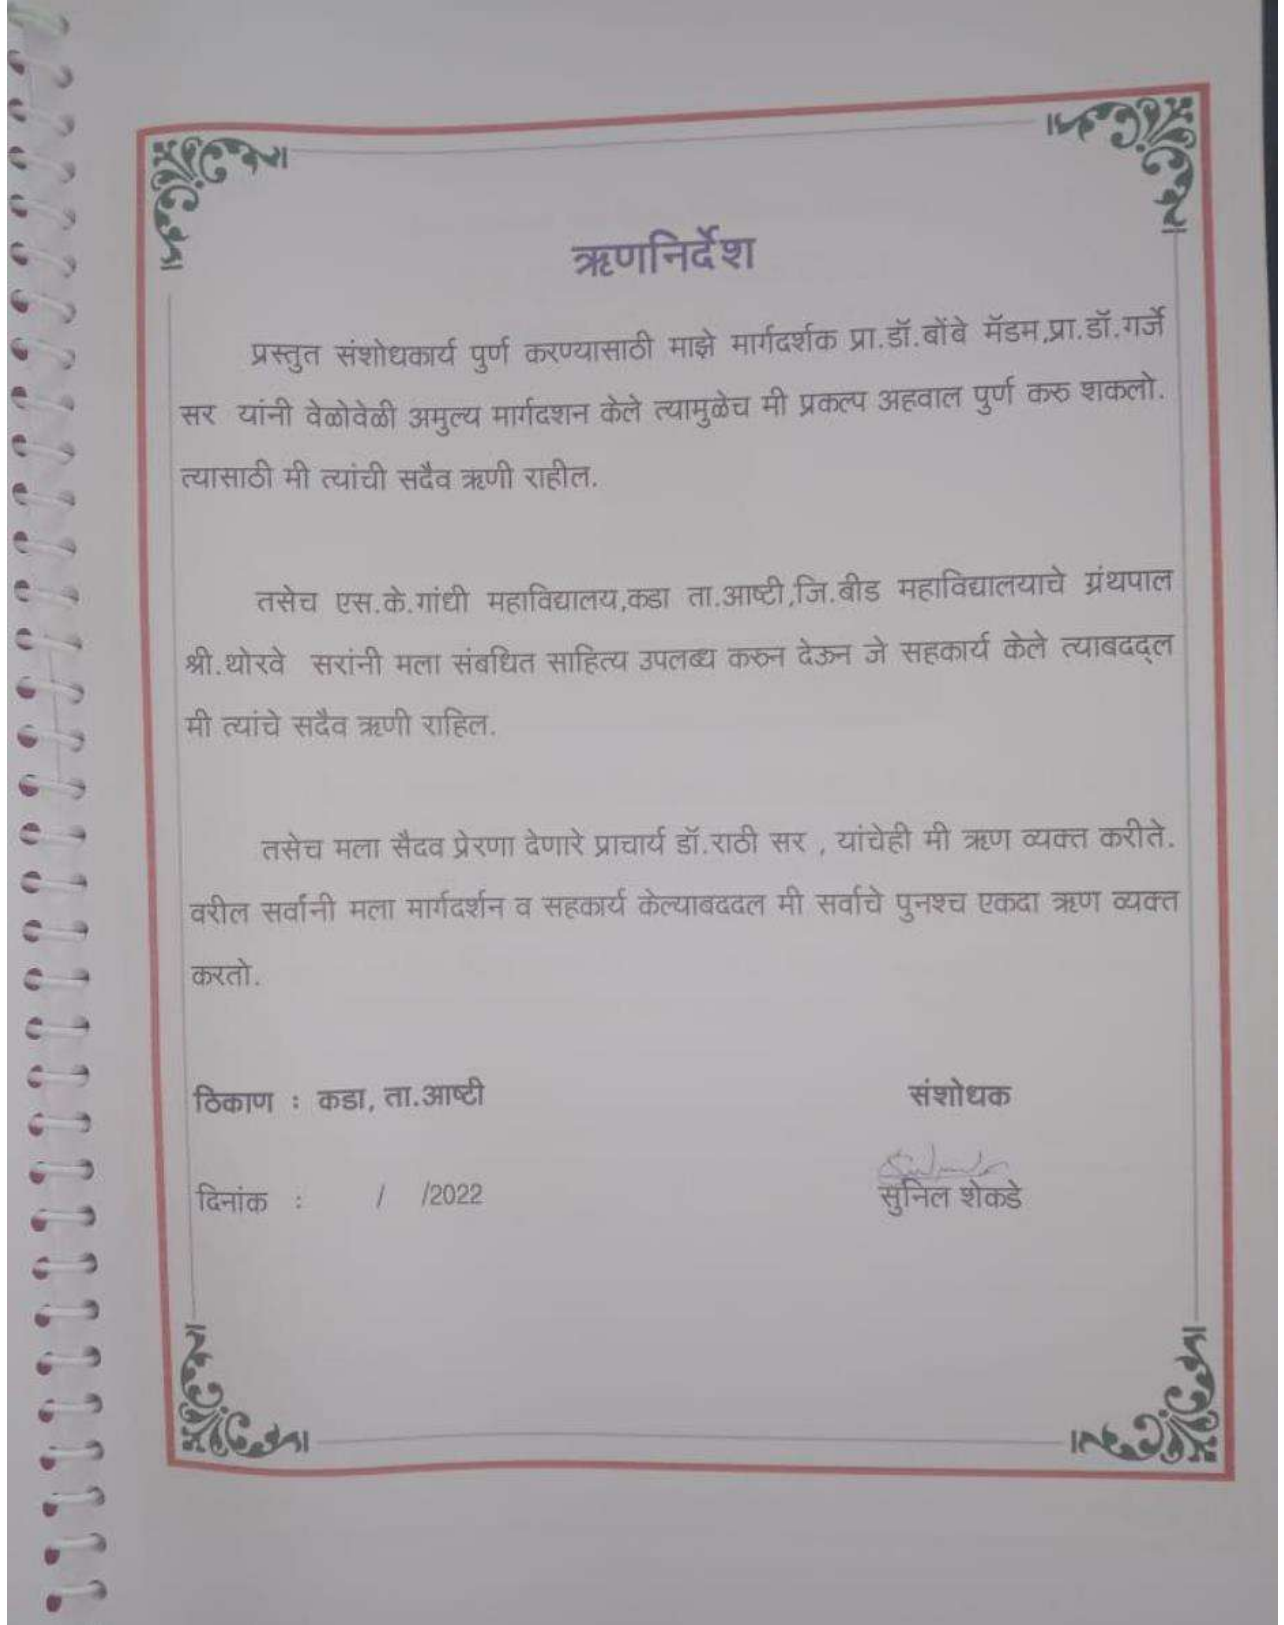 ऋणनिर्देश
प्रस्तुत संशोधकार्य पुर्ण करण्यासाठी माझे मार्गदर्शक प्रा.डॉ.बोंबे मॅडम,प्रा.डॉ.गर्जे
सर यांनी वेळोवेळी अमुल्य मार्गदशन केले त्यामुळेच मी प्रकल्प अहवाल पुर्ण करु शकलो.
त्यासाठी मी त्यांची सदैव ऋणी राहील.
तसेच एस.के.गांधी महाविद्यालय,कडा ता.आष्टी,जि.बीड महाविद्यालयाचे ग्रंथपाल
श्री.थोरवे सरांनी मला संबधित साहित्य उपलब्ध करुन देऊन जे सहकार्य केले त्याबदद्ल
मी त्यांचे सदैव ऋणी राहिल.
तसेच मला सैदव प्रेरणा देणारे प्राचार्य डॉ.राठी सर , यांचेही मी ऋण व्यक्त करीते.
वरील सर्वांनी मला मार्गदर्शन व सहकार्य केल्याबददल मी सर्वाचे पुनश्च एकदा ऋण व्यक्त
करतो.
ठिकाण : कडा, ता.आष्टी संशोधक
दिनांक : / /2022 सुनिल शेकडे